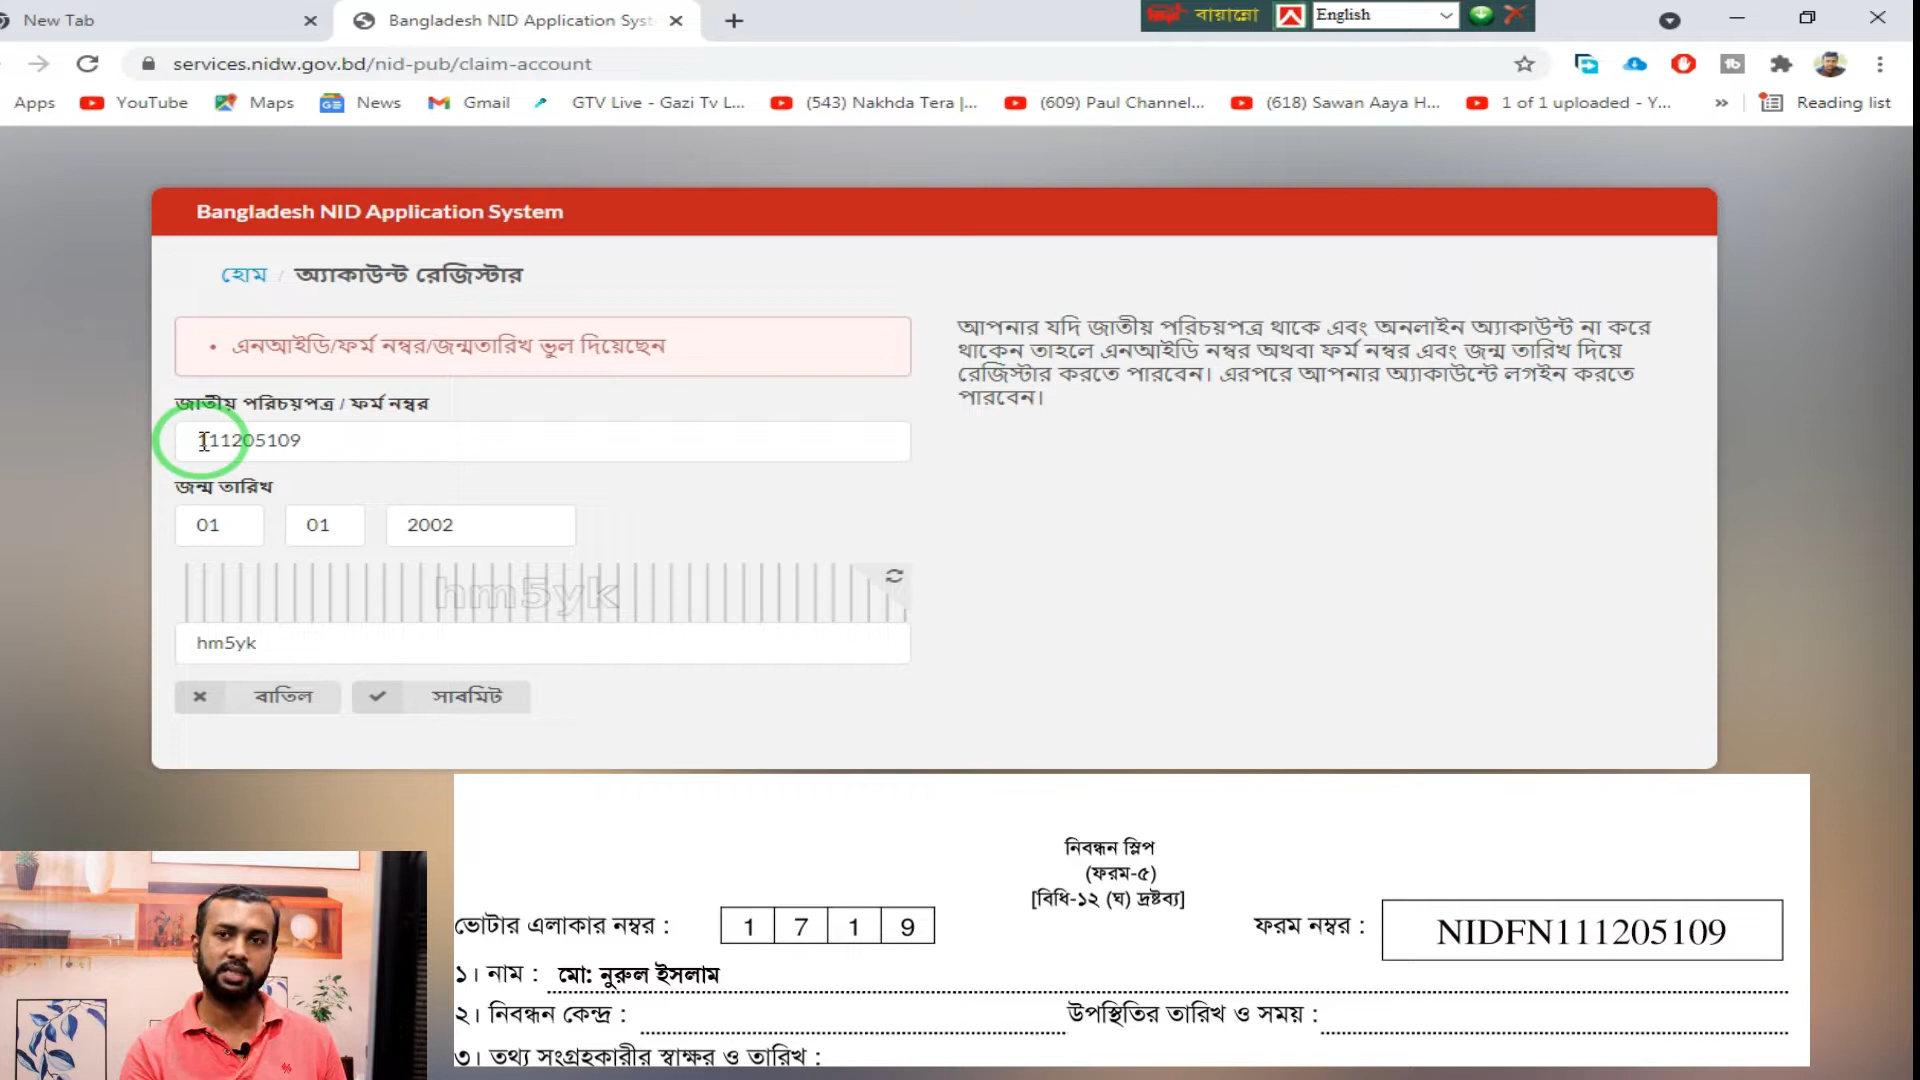 New Tab
Bangladesh NID Application Syst
বায়ান্নো
English
services.nidw.gov.bd/nid-pub/claim-account
Apps
YouTube
Maps
News
Gmail
GTV Live - Gazi Tv L...
(543) Nakhda Tera |...
(609) Paul Channel...
(618) Sawan Aaya H...
1 of 1 uploaded - Y...
»
Reading list
Bangladesh NID Application System
হোম / অ্যাকাউন্ট রেজিস্টার
• এনআইডি/ফর্ম নম্বর/জন্মতারিখ ভুল দিয়েছেন
জাতীয় পরিচয়পত্র / ফর্ম নম্বর
111205109
জন্ম তারিখ
01 01 2002
hm5yk
hm5yk
বাতিল
সাবমিট
আপনার যদি জাতীয় পরিচয়পত্র থাকে এবং অনলাইন অ্যাকাউন্ট না করে
থাকেন তাহলে এনআইডি নম্বর অথবা ফর্ম নম্বর এবং জন্ম তারিখ দিয়ে
রেজিস্টার করতে পারবেন। এরপরে আপনার অ্যাকাউন্টে লগইন করতে
পারবেন।
নিবন্ধন স্লিপ
(ফরম-৫)
[বিধি-১২ (ঘ) দ্রষ্টব্য]
ভোটার এলাকার নম্বর : 1 7 1 9 ফরম নম্বর : NIDFN111205109
১। নাম : মো: নুরুল ইসলাম
২। নিবন্ধন কেন্দ্র : উপস্থিতির তারিখ ও সময় :
৩। তথ্য সংগ্রহকারীর স্বাক্ষর ও তারিখ :